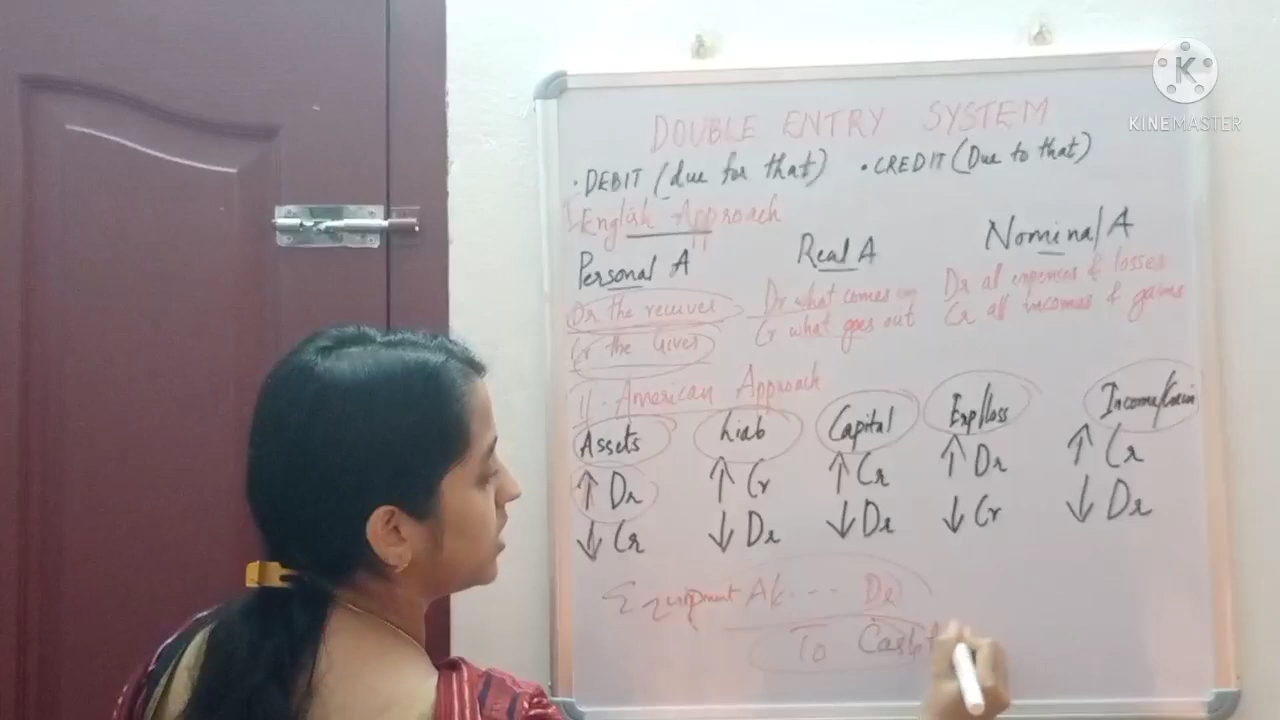 K
KINEMASTER
DOUBLE ENTRY SYSTEM
• DEBIT (due for that) • CREDIT (Due to that)
I English Approach
Personal A Real A Nominal A
Dr the receiver Dr what comes in Dr al expenses & losses
Cr the Giver Cr what goes out Cr all incomes & gains
II. American Approach
Assets Liab Capital Exp/loss Income/Gain
↑ Dr ↑ Cr ↑ Cr ↑ Dr ↑ Cr
↓ Cr ↓ Dr ↓ Dr ↓ Cr ↓ Dr
Equipment A/c --- Dr
To Cash A